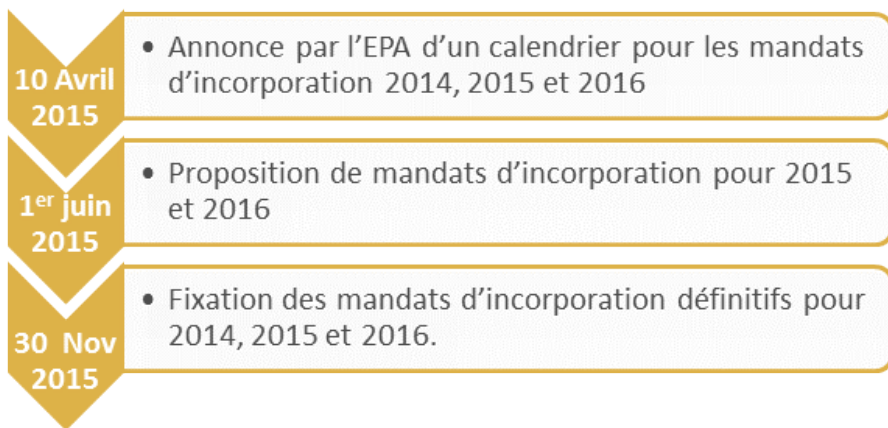 10 Avril
2015
• Annonce par l’EPA d’un calendrier pour les mandats
d’incorporation 2014, 2015 et 2016
1er juin
2015
• Proposition de mandats d’incorporation pour 2015
et 2016
30 Nov
2015
• Fixation des mandats d’incorporation définitifs pour
2014, 2015 et 2016.